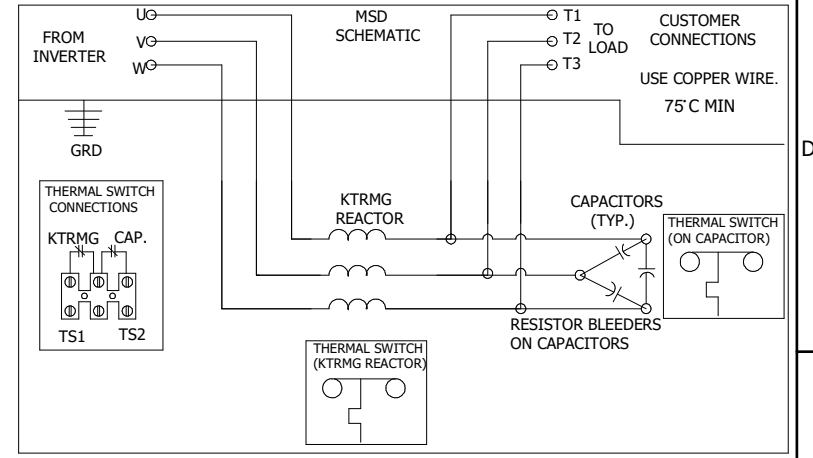 FROM
INVERTER
U
V
W
MSD
SCHEMATIC
T1
T2
T3
TO
LOAD
CUSTOMER
CONNECTIONS
USE COPPER WIRE.
75°C MIN
D
GRD
THERMAL SWITCH
CONNECTIONS
KTRMG CAP.
TS1 TS2
KTRMG
REACTOR
CAPACITORS
(TYP.)
THERMAL SWITCH
(ON CAPACITOR)
RESISTOR BLEEDERS
ON CAPACITORS
THERMAL SWITCH
(KTRMG REACTOR)